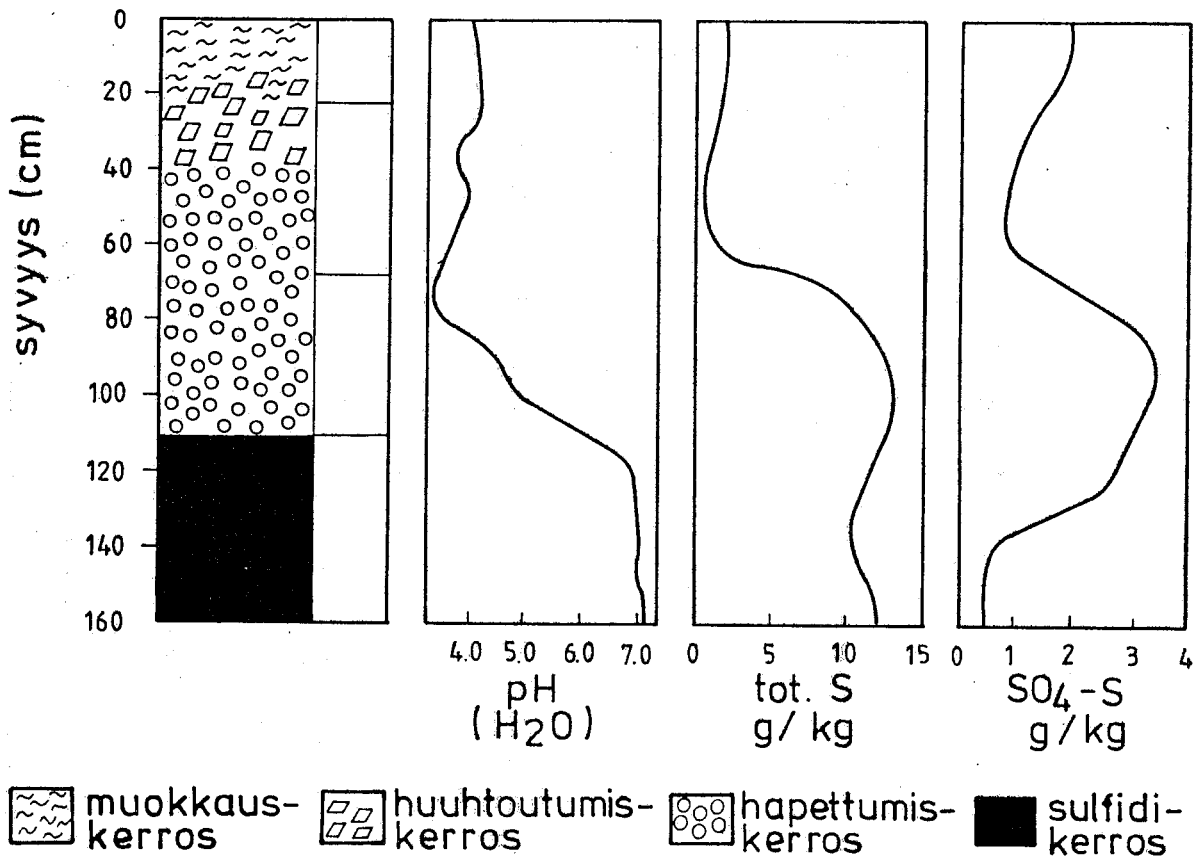 syvyys (cm)
0
20
40
60
80
100
120
140
160
4.0 5.0 6.0 7.0
pH
(H2O)
0 5 10 15
tot. S
g/kg
0 1 2 3 4
SO4-S
g/kg
muokkaus-
kerros
huuhtoutumis-
kerros
hapettumis-
kerros
sulfidi-
kerros